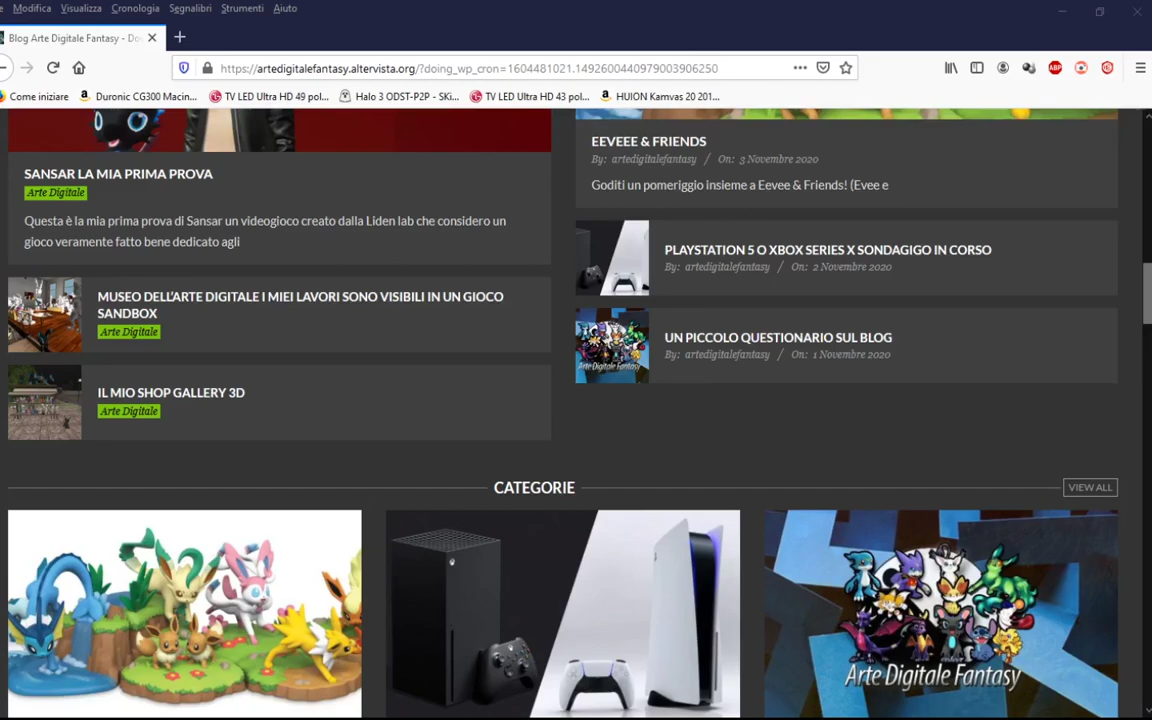 Modifica Visualizza Cronologia Segnalibri Strumenti Aiuto
Blog Arte Digitale Fantasy - Do
https://artedigitalefantasy.altervista.org/?doing_wp_cron=1604481021.1492600440979003906250
Come iniziare Duronic CG300 Macin... TV LED Ultra HD 49 pol... Halo 3 ODST-P2P - SKi... TV LED Ultra HD 43 pol... HUION Kamvas 20 201...
ABP
SANSAR LA MIA PRIMA PROVA
Arte Digitale
Questa è la mia prima prova di Sansar un videogioco creato dalla Liden lab che considero un
gioco veramente fatto bene dedicato agli
MUSEO DELL'ARTE DIGITALE I MIEI LAVORI SONO VISIBILI IN UN GIOCO
SANDBOX
Arte Digitale
IL MIO SHOP GALLERY 3D
Arte Digitale
EEVEEE & FRIENDS
By: artedigitalefantasy / On: 3 Novembre 2020
Goditi un pomeriggio insieme a Eevee & Friends! (Evee e
PLAYSTATION 5 O XBOX SERIES X SONDAGIGO IN CORSO
By: artedigitalefantasy / On: 2 Novembre 2020
Arte Digitale Fantasy
UN PICCOLO QUESTIONARIO SUL BLOG
By: artedigitalefantasy / On: 1 Novembre 2020
CATEGORIE
VIEW ALL
Arte Digitale Fantasy